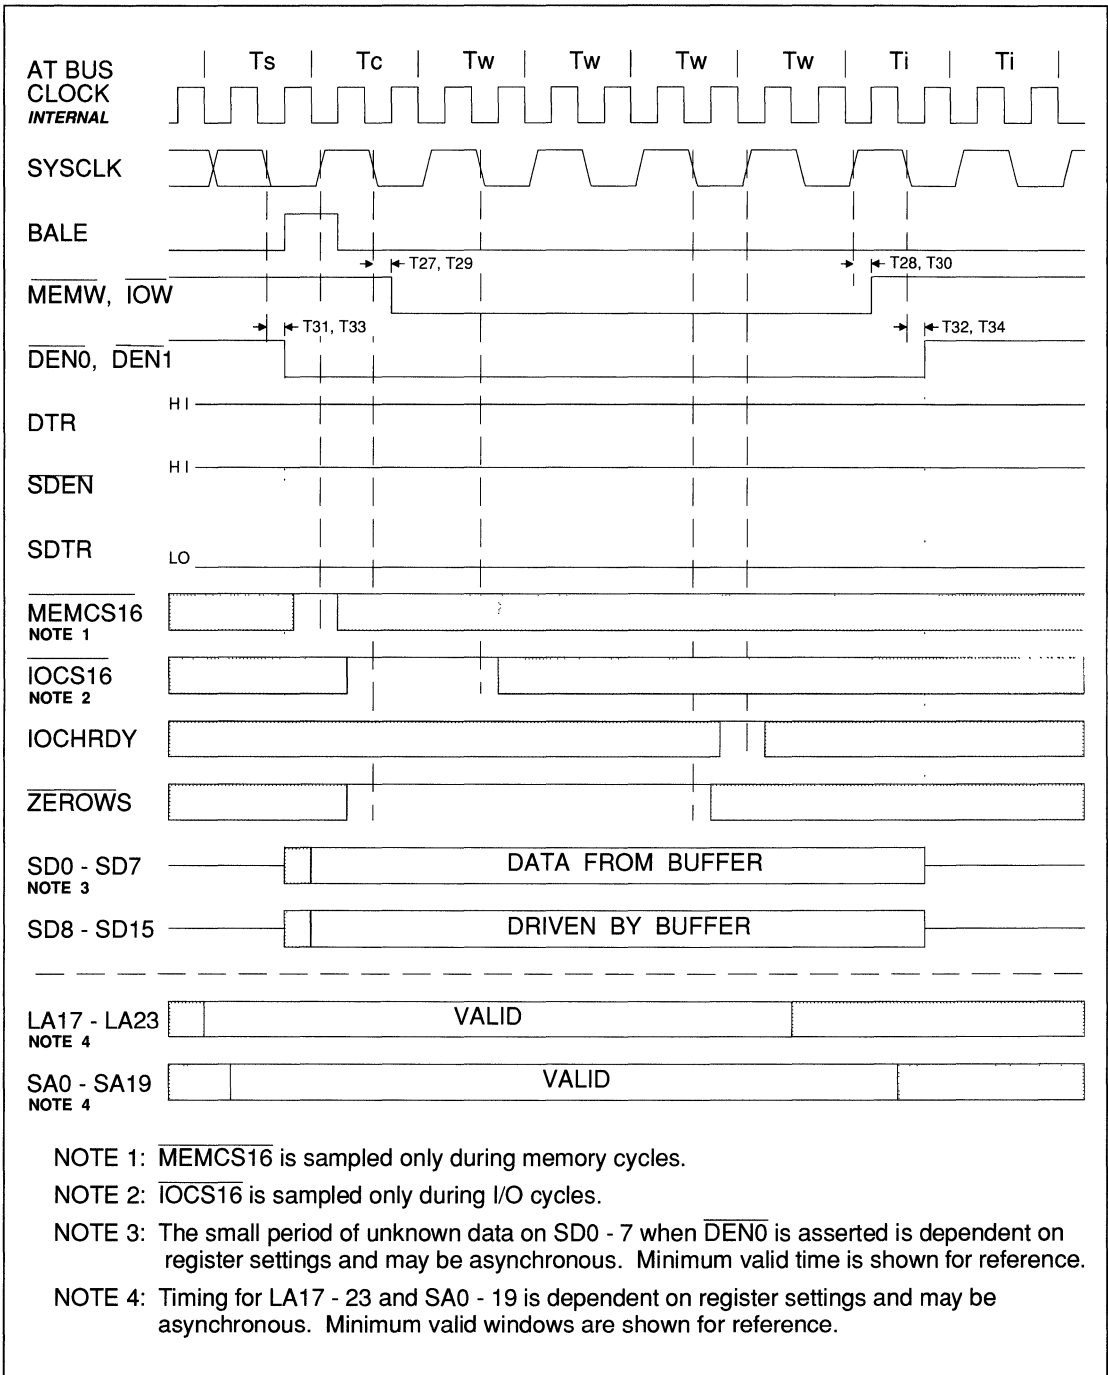 Ts Tc Tw Tw Tw Tw Ti Ti
AT BUS
CLOCK
INTERNAL
SYSCLK
BALE
T27, T29
T28, T30
MEMW, IOW
T31, T33
T32, T34
DEN0, DEN1
HI
DTR
HI
SDEN
SDTR
LO
MEMCS16
NOTE 1
IOCS16
NOTE 2
IOCHRDY
ZEROWS
SD0 - SD7
DATA FROM BUFFER
NOTE 3
SD8 - SD15
DRIVEN BY BUFFER
LA17 - LA23
VALID
NOTE 4
SA0 - SA19
VALID
NOTE 4
NOTE 1: MEMCS16 is sampled only during memory cycles.
NOTE 2: IOCS16 is sampled only during I/O cycles.
NOTE 3: The small period of unknown data on SD0 - 7 when DEN0 is asserted is dependent on
register settings and may be asynchronous. Minimum valid time is shown for reference.
NOTE 4: Timing for LA17 - 23 and SA0 - 19 is dependent on register settings and may be
asynchronous. Minimum valid windows are shown for reference.